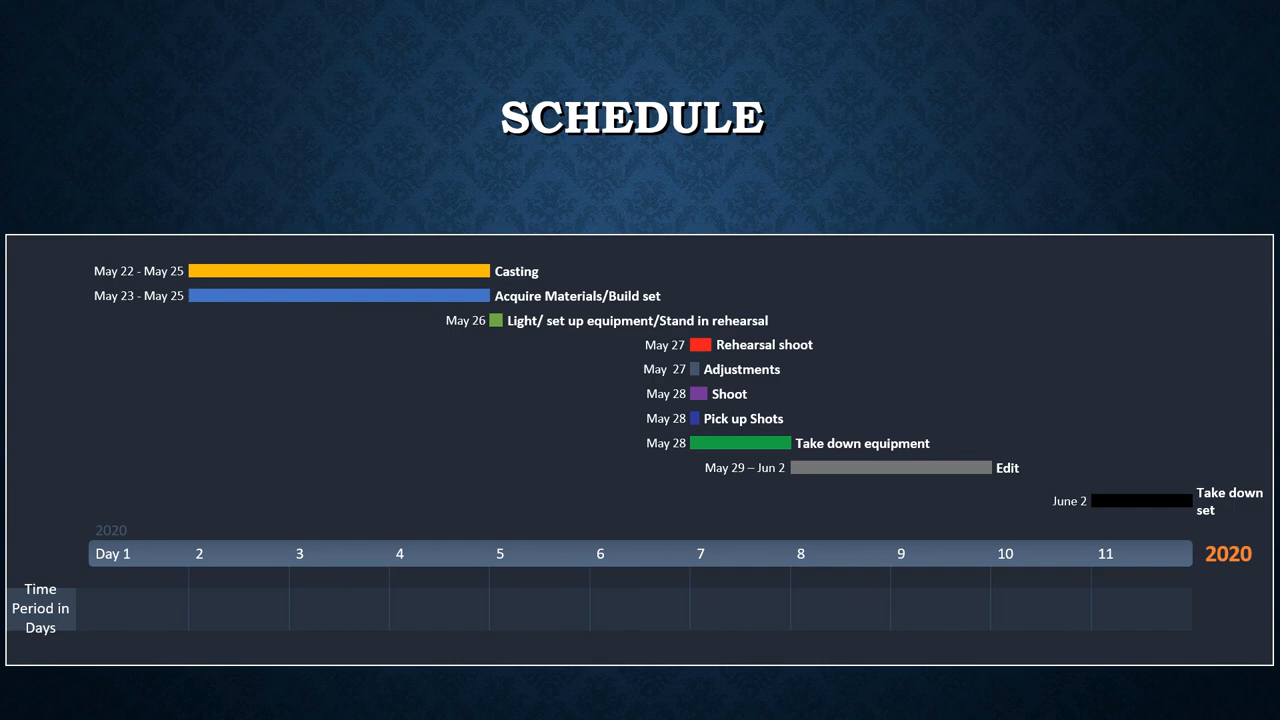 SCHEDULE
May 22 - May 25 Casting
May 23 - May 25 Acquire Materials/Build set
May 26 Light/ set up equipment/Stand in rehearsal
May 27 Rehearsal shoot
May 27 Adjustments
May 28 Shoot
May 28 Pick up Shots
May 28 Take down equipment
May 29 – Jun 2 Edit
June 2 Take down
set
2020
Day 1 2 3 4 5 6 7 8 9 10 11 2020
Time
Period in
Days